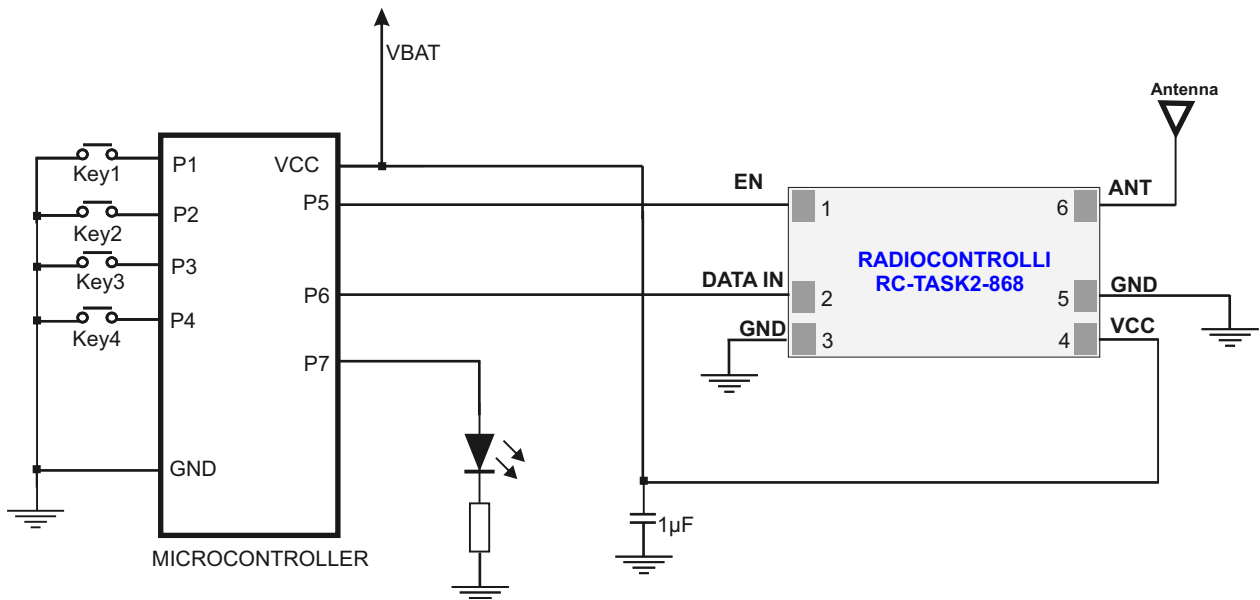 VBAT
Antenna
Key1
P1
VCC
Key2
P2
P5
EN
1
6
ANT
Key3
P3
RADIOCONTROLLI
RC-TASK2-868
P6
DATA IN
2
5
GND
Key4
P4
GND
3
4
VCC
P7
GND
1µF
MICROCONTROLLER